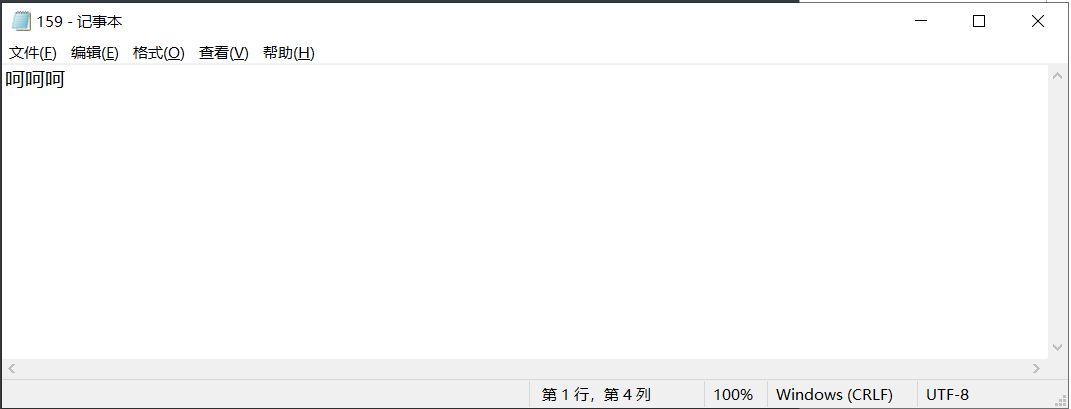 159 - 记事本
文件(F) 编辑(E) 格式(O) 查看(V) 帮助(H)
呵呵呵
第 1 行，第 4 列 100% Windows (CRLF) UTF-8